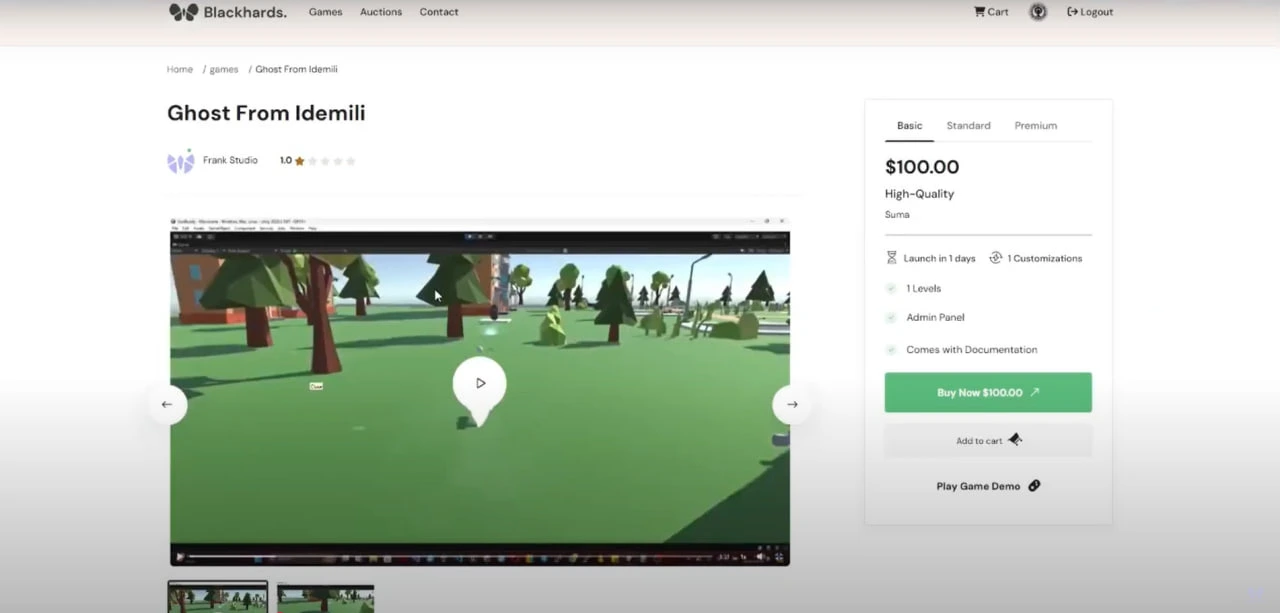 Blackhards.
Games Auctions Contact
Cart
Logout
Home / games / Ghost From Idemili
Ghost From Idemili
Frank Studio 1.0
Basic Standard Premium
$100.00
High-Quality
Suma
Launch in 1 days 1 Customizations
1 Levels
Admin Panel
Comes with Documentation
Buy Now $100.00
Add to cart
Play Game Demo